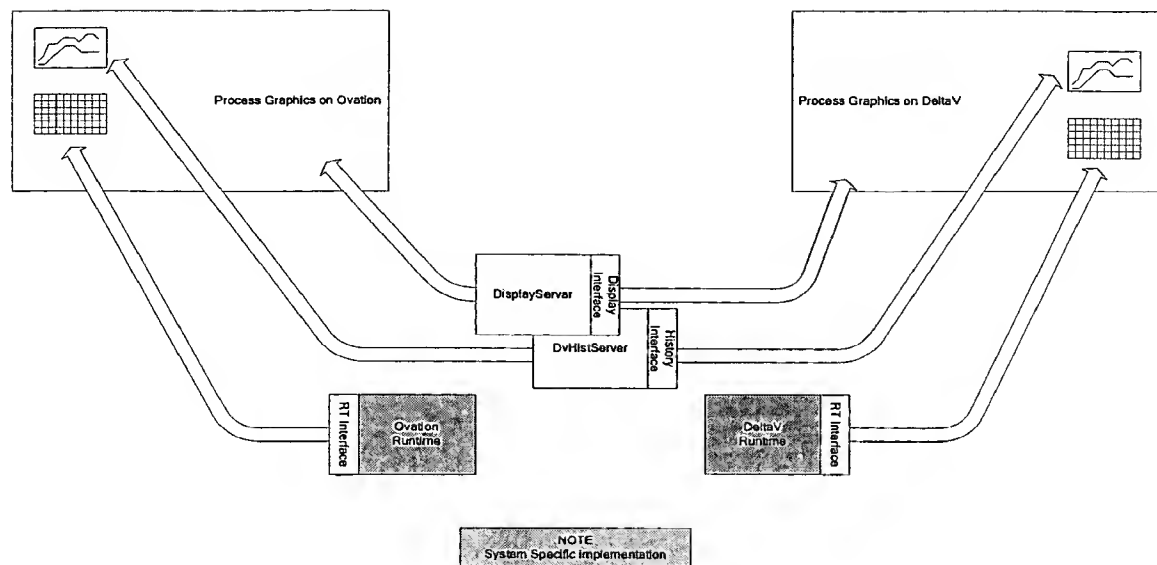 Process Graphics on Ovation
Process Graphics on DeltaV
DisplayServar
Display
Interface
DvHistServer
History
Interface
RT Interface
Ovation
Runtime
DeltaV
Runtime
RT Interface
NOTE
System Specific Implementation